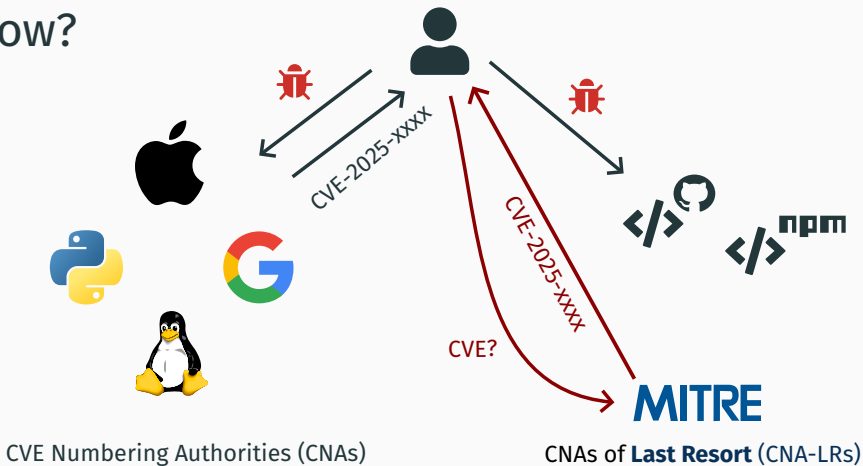 ow?
CVE-2025-xxxx
</>
</>
npm
CVE-2025-xxxx
CVE?
MITRE
CVE Numbering Authorities (CNAs)
CNAs of Last Resort (CNA-LRs)